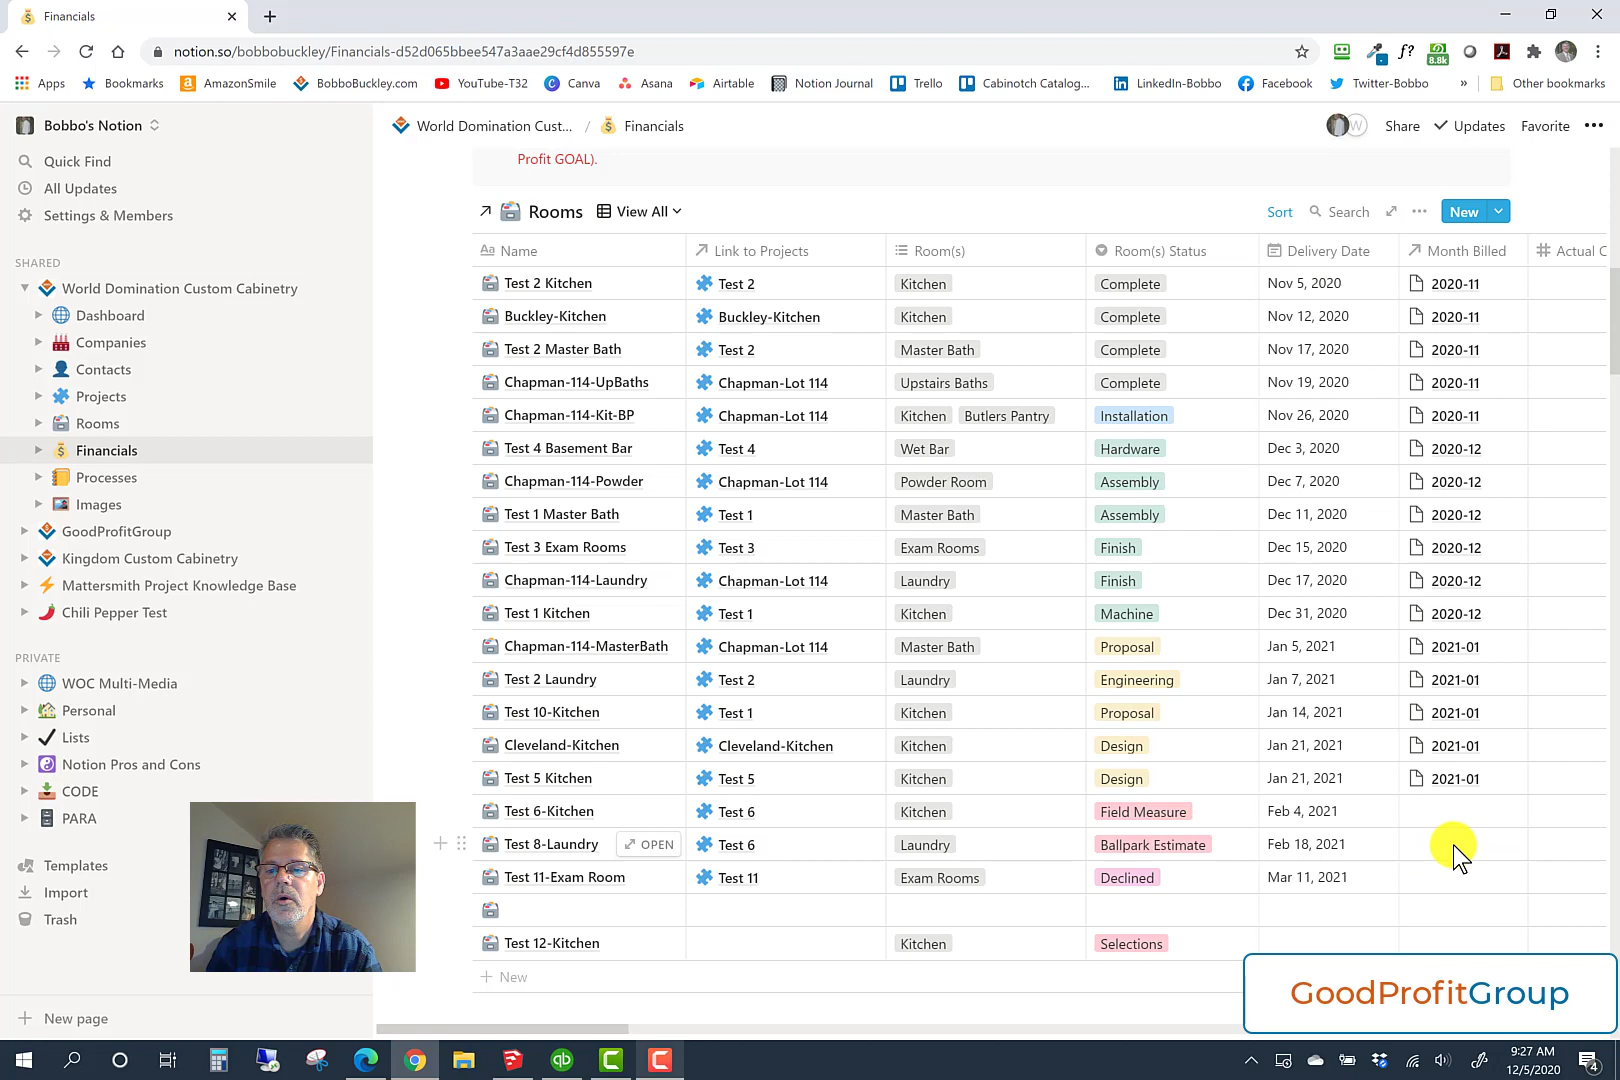 Financials
notion.so/bobbobuckley/Financials-d52d065bbee547a3aae29cf4d855597e
f?
8.8k
Apps Bookmarks AmazonSmile BobboBuckley.com YouTube-T32 Canva Asana Airtable Notion Journal Trello Cabinotch Catalog... LinkedIn-Bobbo Facebook Twitter-Bobbo » Other bookmarks
Bobbo's Notion
Quick Find
All Updates
Settings & Members
SHARED
World Domination Custom Cabinetry
Dashboard
Companies
Contacts
Projects
Rooms
Financials
Processes
Images
GoodProfitGroup
Kingdom Custom Cabinetry
Mattersmith Project Knowledge Base
Chili Pepper Test
PRIVATE
WOC Multi-Media
Personal
Lists
Notion Pros and Cons
CODE
PARA
Templates
Import
Trash
New page
World Domination Cust... / Financials
W Share Updates Favorite
Profit GOAL).
Rooms View All Sort Search New
Aa Name Link to Projects Room(s) Room(s) Status Delivery Date Month Billed Actual C
Test 2 Kitchen Test 2 Kitchen Complete Nov 5, 2020 2020-11
Buckley-Kitchen Buckley-Kitchen Kitchen Complete Nov 12, 2020 2020-11
Test 2 Master Bath Test 2 Master Bath Complete Nov 17, 2020 2020-11
Chapman-114-UpBaths Chapman-Lot 114 Upstairs Baths Complete Nov 19, 2020 2020-11
Chapman-114-Kit-BP Chapman-Lot 114 Kitchen Butlers Pantry Installation Nov 26, 2020 2020-11
Test 4 Basement Bar Test 4 Wet Bar Hardware Dec 3, 2020 2020-12
Chapman-114-Powder Chapman-Lot 114 Powder Room Assembly Dec 7, 2020 2020-12
Test 1 Master Bath Test 1 Master Bath Assembly Dec 11, 2020 2020-12
Test 3 Exam Rooms Test 3 Exam Rooms Finish Dec 15, 2020 2020-12
Chapman-114-Laundry Chapman-Lot 114 Laundry Finish Dec 17, 2020 2020-12
Test 1 Kitchen Test 1 Kitchen Machine Dec 31, 2020 2020-12
Chapman-114-MasterBath Chapman-Lot 114 Master Bath Proposal Jan 5, 2021 2021-01
Test 2 Laundry Test 2 Laundry Engineering Jan 7, 2021 2021-01
Test 10-Kitchen Test 1 Kitchen Proposal Jan 14, 2021 2021-01
Cleveland-Kitchen Cleveland-Kitchen Kitchen Design Jan 21, 2021 2021-01
Test 5 Kitchen Test 5 Kitchen Design Jan 21, 2021 2021-01
Test 6-Kitchen Test 6 Kitchen Field Measure Feb 4, 2021
Test 8-Laundry OPEN Test 6 Laundry Ballpark Estimate Feb 18, 2021
Test 11-Exam Room Test 11 Exam Rooms Declined Mar 11, 2021
Test 12-Kitchen Kitchen Selections
New
GoodProfitGroup
qb
9:27 AM
12/5/2020
4